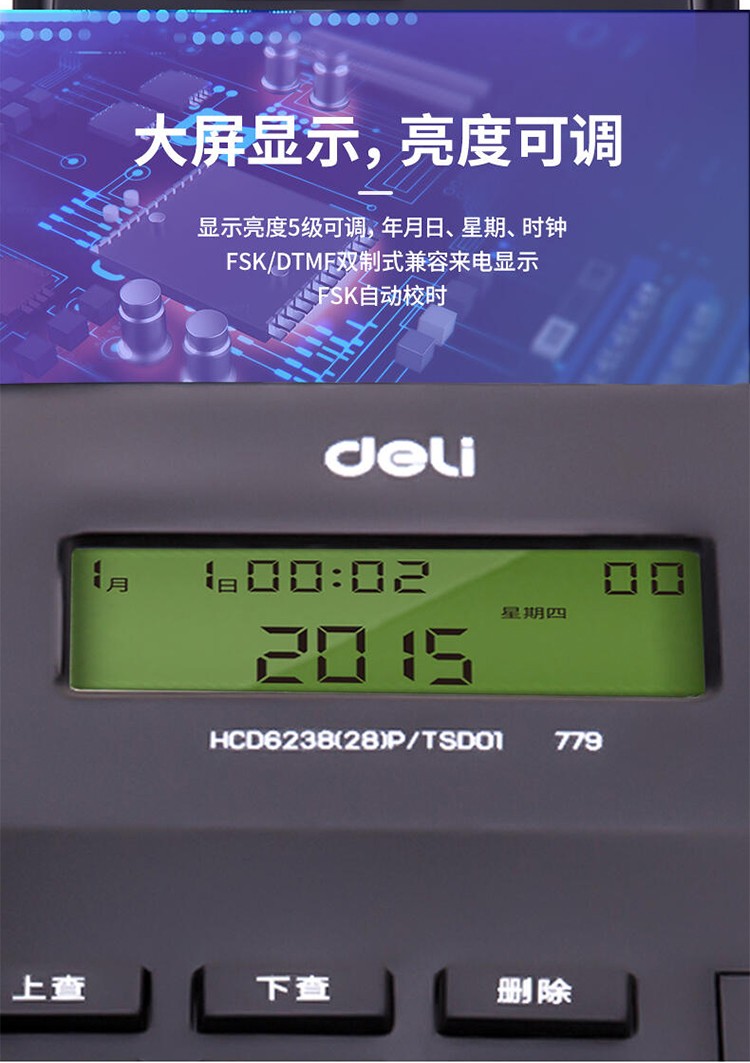 大屏显示，亮度可调
显示亮度5级可调，年月日、星期、时钟
FSK/DTMF双制式兼容来电显示
FSK自动校时
deli
1月 1日00:02 00
星期四
2015
HCD6238(28)P/TSD01 779
上查 下查 删除